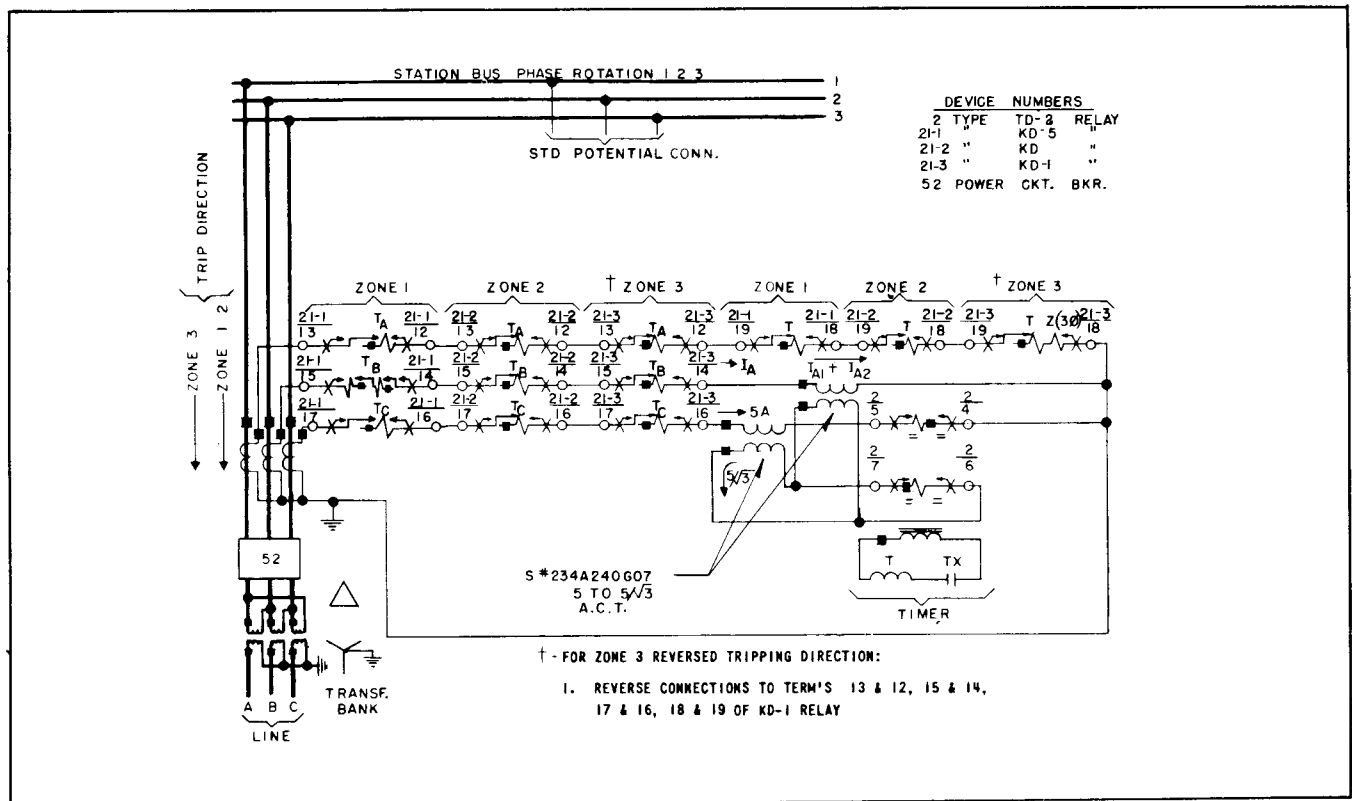 STATION BUS PHASE ROTATION 1 2 3
1
2
3
STD POTENTIAL CONN.
DEVICE NUMBERS
2 TYPE TD-2 RELAY
21-1 " KD-5 "
21-2 " KD "
21-3 " KD-1 "
52 POWER CKT. BKR.
TRIP DIRECTION
ZONE 3
ZONE 1 2
ZONE 1
ZONE 2
† ZONE 3
ZONE 1
ZONE 2
† ZONE 3
21-1 13 TA 21-1 12 21-2 13 TA 21-2 12 21-3 13 TA 21-3 12 21-1 19 T 21-1 18 21-2 19 T 21-2 18 21-3 19 T Z(3Ø) 21-3 18
21-1 15 TB 21-1 14 21-2 15 TB 21-2 14 21-3 15 TB 21-3 14 IA IA1 + IA2
21-1 17 TC 21-1 16 21-2 17 TC 21-2 16 21-3 17 TC 21-3 16 5A 2 5 2 4
5/√3 2 7 2 6
52
S#234A240G07
5 TO 5/√3
A.C.T.
T TX
TIMER
TRANSF.
BANK
A B C
LINE
† - FOR ZONE 3 REVERSED TRIPPING DIRECTION:
1. REVERSE CONNECTIONS TO TERM'S 13 & 12, 15 & 14,
17 & 16, 18 & 19 OF KD-1 RELAY